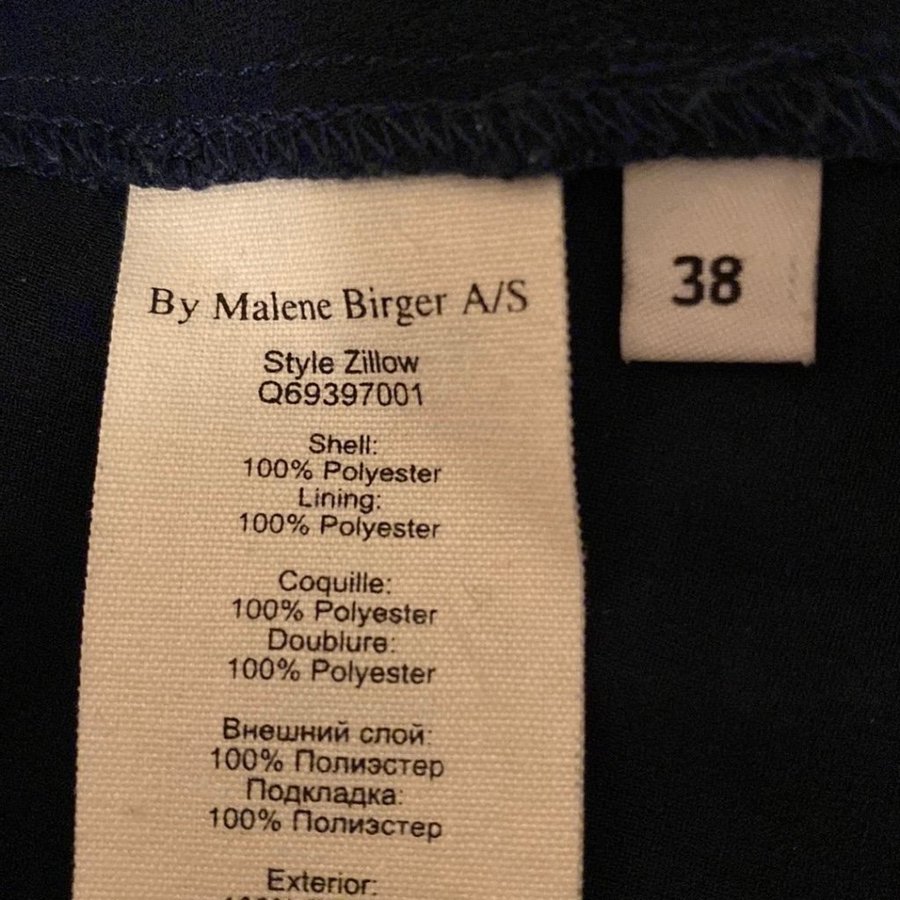 By Malene Birger A/S
Style Zillow
Q69397001
Shell:
100% Polyester
Lining:
100% Polyester
Coquille:
100% Polyester
Doublure:
100% Polyester
Внешний слой:
100% Полиэстер
Подкладка:
100% Полиэстер
Exterior:
38